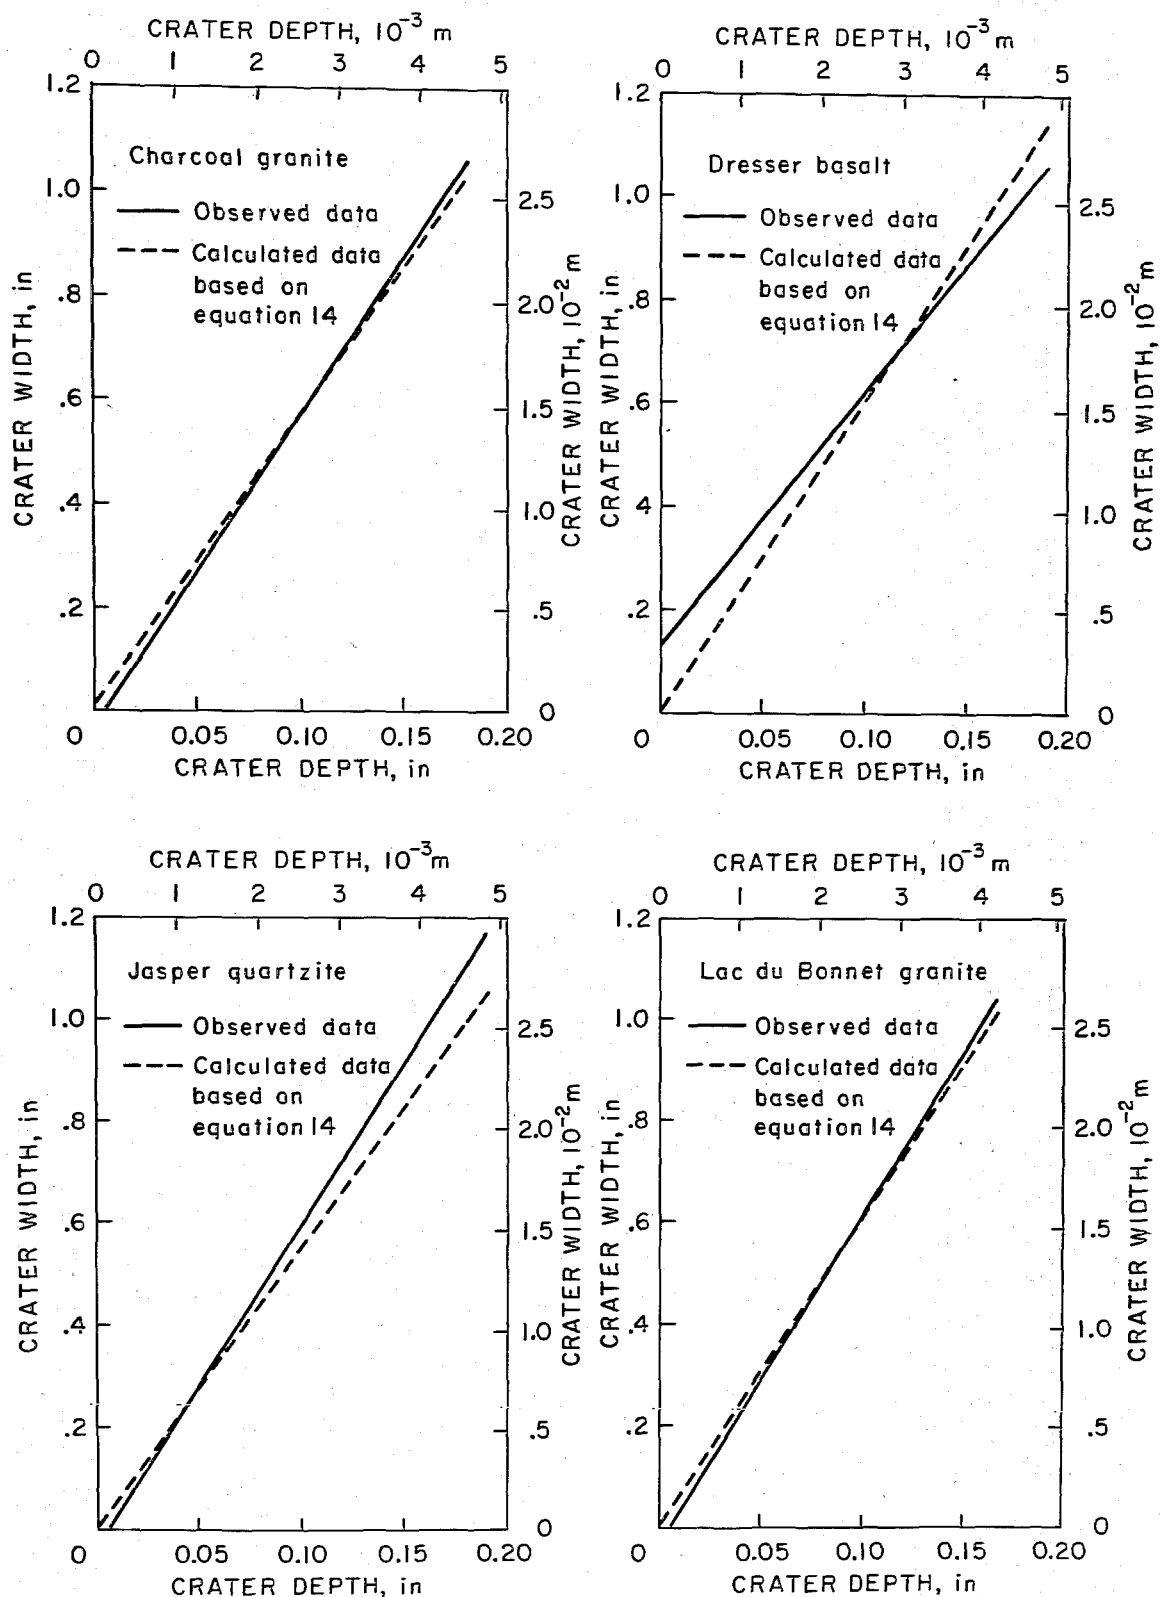 CRATER DEPTH, 10⁻³ m
0 1 2 3 4 5
1.2
1.0
.8
.6
.4
.2
CRATER WIDTH, in
Charcoal granite
Observed data
Calculated data
based on
equation 14
2.5
2.0
1.5
1.0
.5
0
CRATER WIDTH, 10⁻² m
0 0.05 0.10 0.15 0.20
CRATER DEPTH, in
CRATER DEPTH, 10⁻³ m
0 1 2 3 4 5
1.2
1.0
.8
.6
.4
.2
CRATER WIDTH, in
Dresser basalt
Observed data
Calculated data
based on
equation 14
2.5
2.0
1.5
1.0
.5
0
CRATER WIDTH, 10⁻² m
0 0.05 0.10 0.15 0.20
CRATER DEPTH, in
CRATER DEPTH, 10⁻³ m
0 1 2 3 4 5
1.2
1.0
.8
.6
.4
.2
CRATER WIDTH, in
Jasper quartzite
Observed data
Calculated data
based on
equation 14
2.5
2.0
1.5
1.0
.5
0
CRATER WIDTH, 10⁻² m
0 0.05 0.10 0.15 0.20
CRATER DEPTH, in
CRATER DEPTH, 10⁻³ m
0 1 2 3 4 5
1.2
1.0
.8
.6
.4
.2
CRATER WIDTH, in
Lac du Bonnet granite
Observed data
Calculated data
based on
equation 14
2.5
2.0
1.5
1.0
.5
0
CRATER WIDTH, 10⁻² m
0 0.05 0.10 0.15 0.20
CRATER DEPTH, in